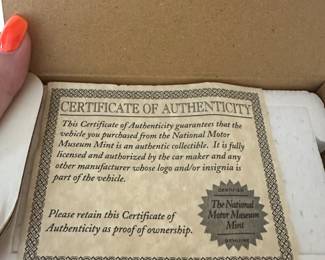 CERTIFICATE OF AUTHENTICITY
This Certificate of Authenticity guarantees that the
vehicle you purchased from the National Motor
Museum Mint is an authentic collectible. It is fully
licensed and authorized by the car maker and any
other manufacturer whose logo and/or insignia is
part of the vehicle.
Please retain this Certificate of
Authenticity as proof of ownership.
CERTIFIED
The National
Motor Museum
Mint
GENUINE